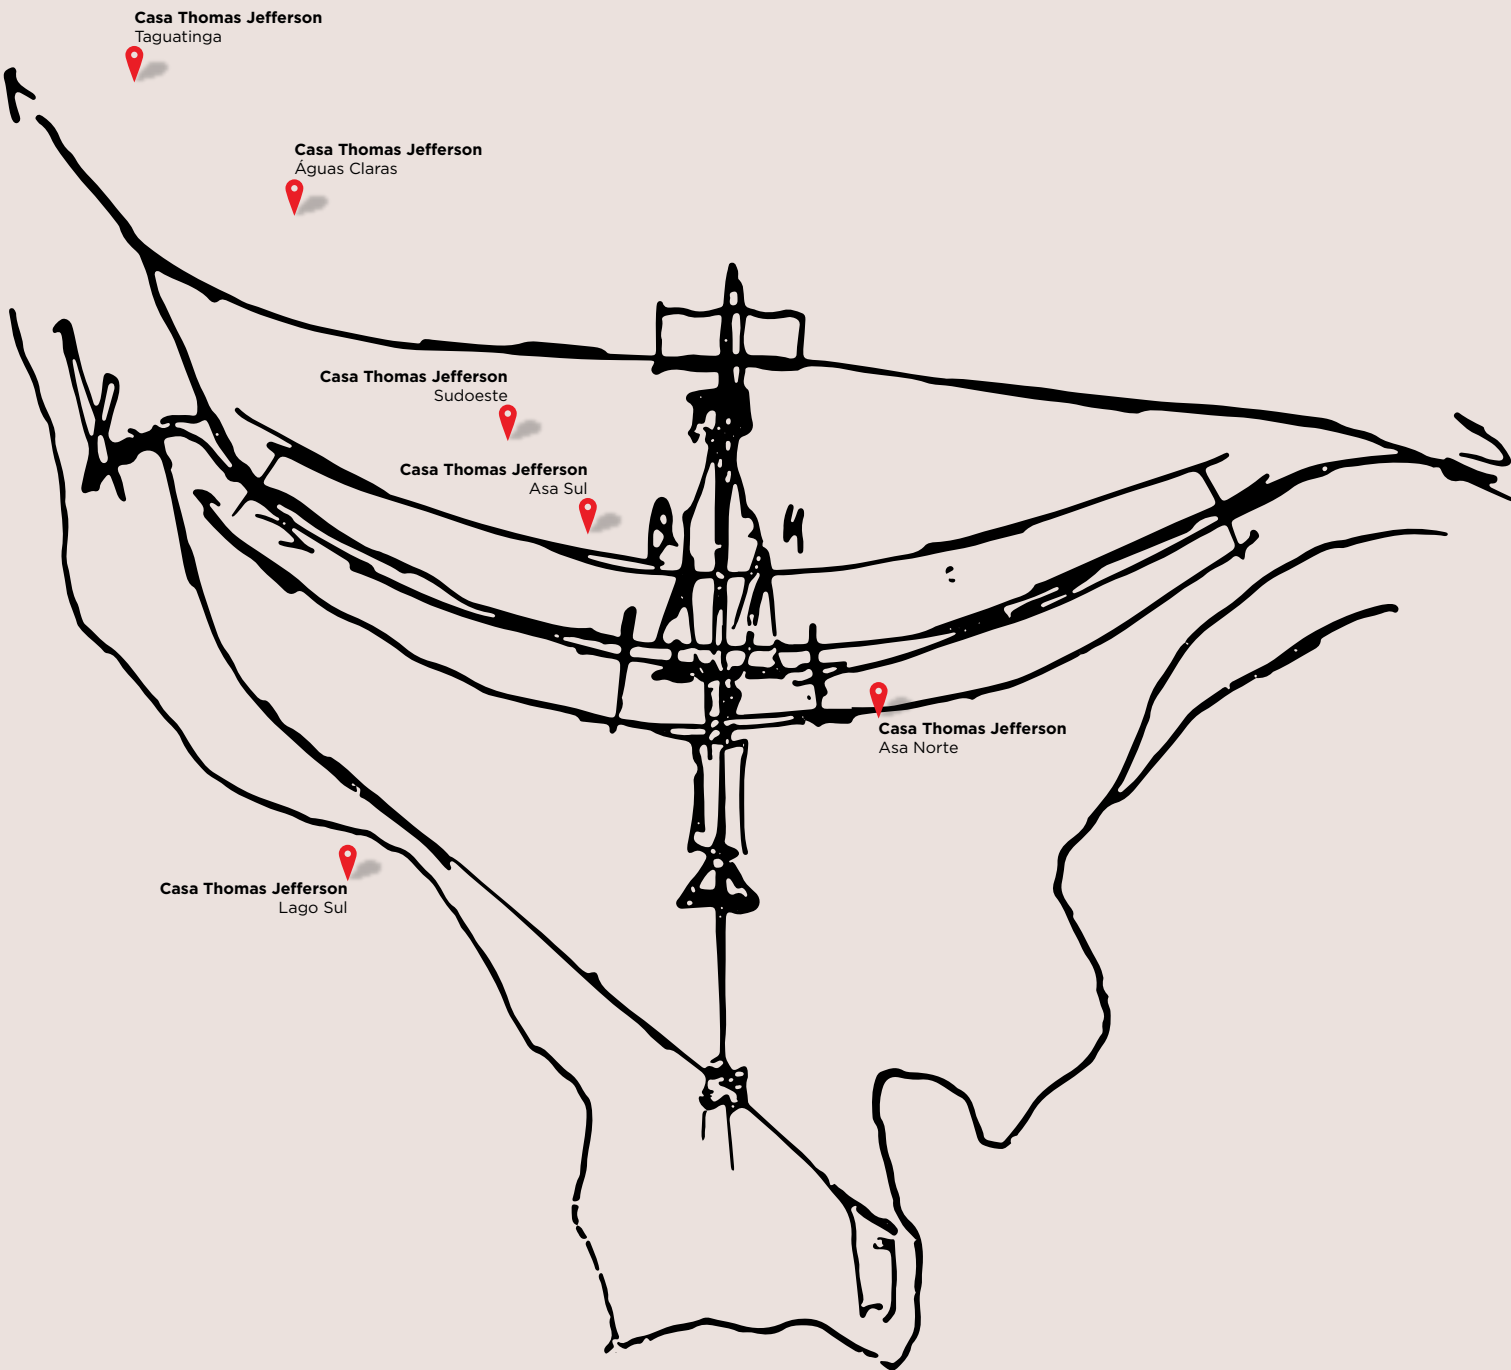 Casa Thomas Jefferson
Taguatinga
Casa Thomas Jefferson
Águas Claras
Casa Thomas Jefferson
Sudoeste
Casa Thomas Jefferson
Asa Sul
Casa Thomas Jefferson
Asa Norte
Casa Thomas Jefferson
Lago Sul